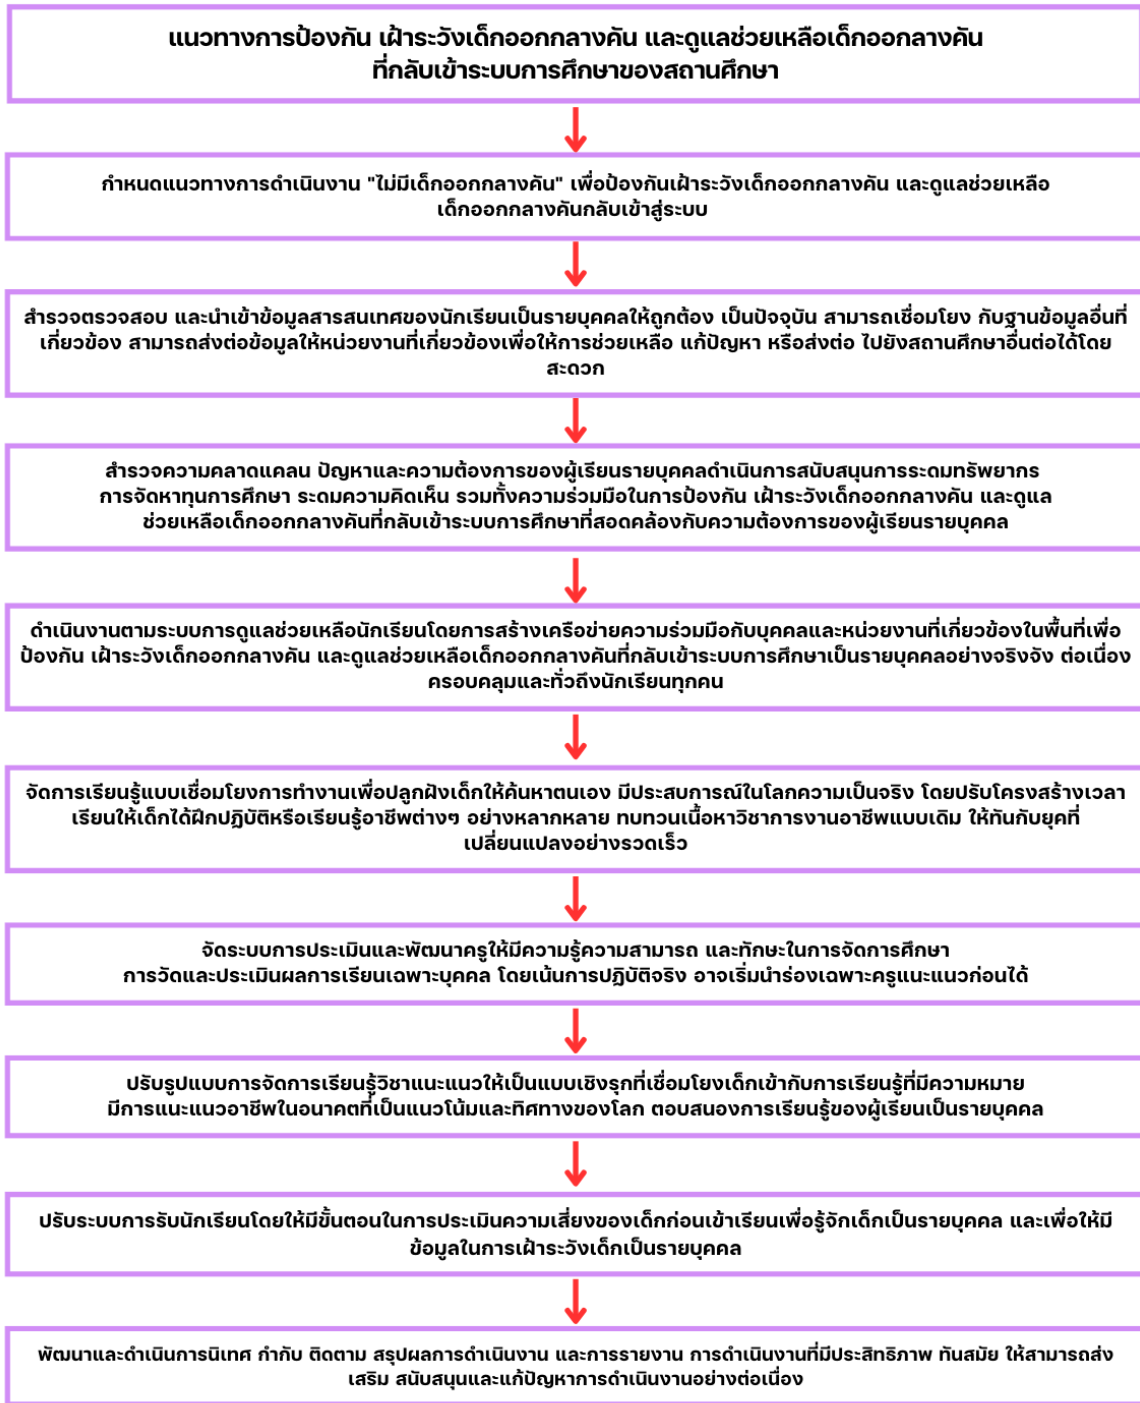 แนวทางการป้องกัน เฝ้าระวังเด็กออกกลางคัน และดูแลช่วยเหลือเด็กออกลางคัน
ที่กลับเข้าระบบการศึกษาของสถานศึกษา
กำหนดแนวทางการดำเนินงาน "ไม่มีเด็กออกกลางคัน" เพื่อป้องกันเฝ้าระวังเด็กออกกลางคัน และดูแลช่วยเหลือ
เด็กออกกลางคันกลับเข้าสู่ระบบ
สำรวจตรวจสอบ และนำเข้าข้อมูลสารสนเทศของนักเรียนเป็นรายบุคคลให้ถูกต้อง เป็นปัจจุบัน สามารถเชื่อมโยง กับฐานข้อมูลอื่นที่
เกี่ยวข้อง สามารถส่งต่อข้อมูลให้หน่วยงานที่เกี่ยวข้องเพื่อให้การช่วยเหลือ แก้ปัญหา หรือส่งต่อ ไปยังสถานศึกษาอื่นต่อได้โดย
สะดวก
สำรวจความคลาดแคลน ปัญหาและความต้องการของผู้เรียนรายบุคคลดำเนินการสนับสนุนการระดมทรัพยากร
การจัดหาทุนการศึกษา ระดมความคิดเห็น รวมทั้งความร่วมมือในการป้องกัน เฝ้าระวังเด็กออกกลางคัน และดูแล
ช่วยเหลือเด็กออกกลางคันที่กลับเข้าระบบการศึกษาที่สอดคล้องกับความต้องการของผู้เรียนรายบุคคล
ดำเนินงานตามระบบการดูแลช่วยเหลือนักเรียนโดยการสร้างเครือข่ายความร่วมมือกับบุคคลและหน่วยงานที่เกี่ยวข้องในพื้นที่เพื่อ
ป้องกัน เฝ้าระวังเด็กออกกลางคัน และดูแลช่วยเหลือเด็กออกกลางคันที่กลับเข้าระบบการศึกษาเป็นรายบุคคลอย่างจริงจัง ต่อเนื่อง
ครอบคลุมและทั่วถึงนักเรียนทุกคน
จัดการเรียนรู้แบบเชื่อมโยงการทำงานเพื่อปลูกฝังเด็กให้ค้นหาตนเอง มีประสบการณ์ในโลกความเป็นจริง โดยปรับโครงสร้างเวลา
เรียนให้เด็กได้ฝึกปฏิบัติหรือเรียนรู้อาชีพต่างๆ อย่างหลากหลาย ทบทวนเนื้อหาวิชาการงานอาชีพแบบเดิม ให้ทันกับยุคที่
เปลี่ยนแปลงอย่างรวดเร็ว
จัดระบบการประเมินและพัฒนาครูให้มีความรู้ความสามารถ และทักษะในการจัดการศึกษา
การวัดและประเมินผลการเรียนเฉพาะบุคคล โดยเน้นการปฏิบัติจริง อาจเริ่มนำร่องเฉพาะครูแนะแนวก่อนได้
ปรับรูปแบบการจัดการเรียนรู้วิชาแนะแนวให้เป็นแบบเชิงรุกที่เชื่อมโยงเด็กเข้ากับการเรียนรู้ที่มีความหมาย
มีการแนะแนวอาชีพในอนาคตที่เป็นแนวโน้มและทิศทางของโลก ตอบสนองการเรียนรู้ของผู้เรียนเป็นรายบุคคล
ปรับระบบการรับนักเรียนโดยให้มีขั้นตอนในการประเมินความเสี่ยงของเด็กก่อนเข้าเรียนเพื่อรู้จักเด็กเป็นรายบุคคล และเพื่อให้มี
ข้อมูลในการเฝ้าระวังเด็กเป็นรายบุคคล
พัฒนาและดำเนินการนิเทศ กำกับ ติดตาม สรุปผลการดำเนินงาน และการรายงาน การดำเนินงานที่มีประสิทธิภาพ ทันสมัย ให้สามารถส่ง
เสริม สนับสนุนและแก้ปัญหาการดำเนินงานอย่างต่อเนื่อง